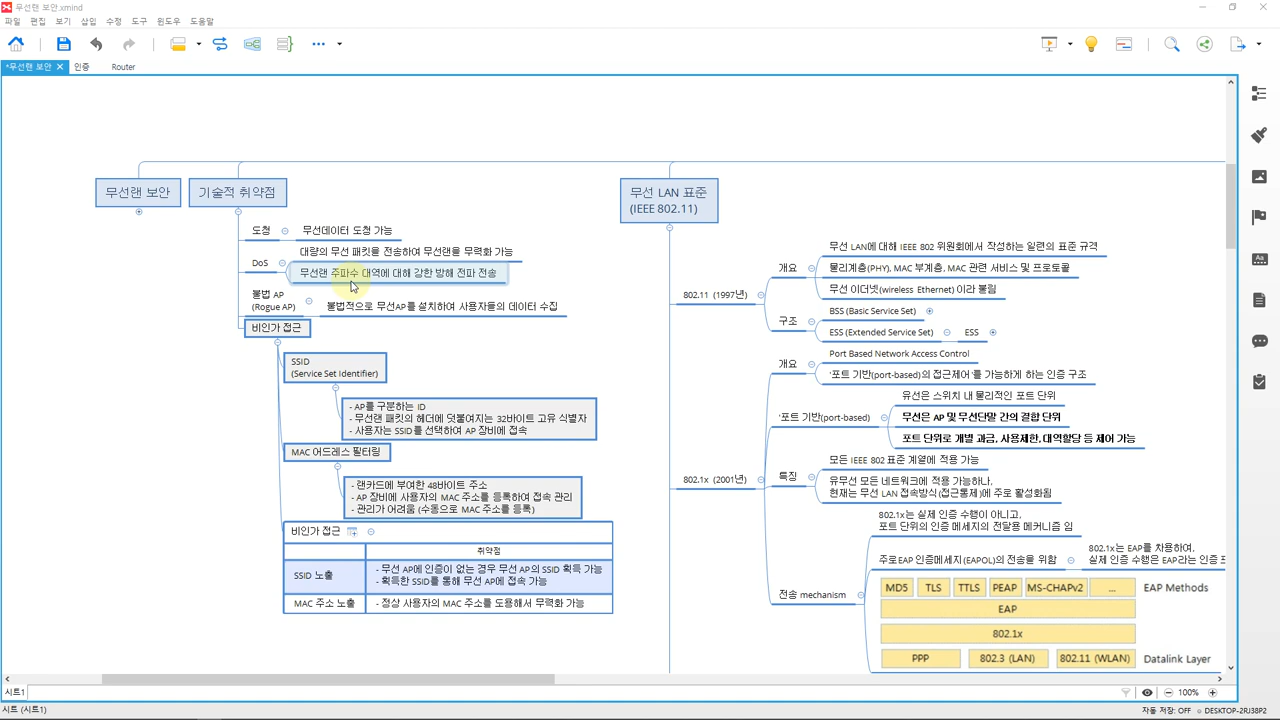 무선랜 보안.xmind
파일 편집 보기 삽입 수정 도구 윈도우 도움말
*무선랜 보안
인증
Router
무선랜 보안
기술적 취약점
도청
무선데이터 도청 가능
DoS
대량의 무선 패킷을 전송하여 무선랜을 무력화 가능
무선랜 주파수 대역에 대해 강한 방해 전파 전송
불법 AP
(Rogue AP)
불법적으로 무선AP를 설치하여 사용자들의 데이터 수집
비인가 접근
SSID
(Service Set Identifier)
- AP를 구분하는 ID
- 무선랜 패킷의 헤더에 덧붙여지는 32바이트 고유 식별자
- 사용자는 SSID를 선택하여 AP 장비에 접속
MAC 어드레스 필터링
- 랜카드에 부여한 48바이트 주소
- AP 장비에 사용자의 MAC 주소를 등록하여 접속 관리
- 관리가 어려움 (수동으로 MAC 주소를 등록)
비인가 접근
취약점
SSID 노출
- 무선 AP에 인증이 없는 경우 무선 AP의 SSID 획득 가능
- 획득한 SSID를 통해 무선 AP에 접속 가능
MAC 주소 노출
- 정상 사용자의 MAC 주소를 도용해서 무력화 가능
무선 LAN 표준
(IEEE 802.11)
802.11 (1997년)
개요
무선 LAN에 대해 IEEE 802 위원회에서 작성하는 일련의 표준 규격
물리계층(PHY), MAC 부계층, MAC 관련 서비스 및 프로토콜
무선 이더넷(wireless Ethernet) 이라 불림
구조
BSS (Basic Service Set)
ESS (Extended Service Set)
ESS
802.1x (2001년)
개요
Port Based Network Access Control
'포트 기반(port-based)의 접근제어'를 가능하게 하는 인증 구조
'포트 기반(port-based)
유선은 스위치 내 물리적인 포트 단위
무선은 AP 및 무선단말 간의 결합 단위
포트 단위로 개별 과금, 사용제한, 대역할당 등 제어 가능
특징
모든 IEEE 802 표준 계열에 적용 가능
유무선 모든 네트워크에 적용 가능하나,
현재는 무선 LAN 접속방식(접근통제)에 주로 활성화됨
전송 mechanism
802.1x는 실제 인증 수행이 아니고,
포트 단위의 인증 메세지의 전달용 메커니즘 임
주로 EAP 인증메세지(EAPOL)의 전송을 위함
802.1x는 EAP를 차용하여,
실제 인증 수행은 EAP라는 인증
MD5 TLS TTLS PEAP MS-CHAPv2 ... EAP Methods
EAP
802.1x
PPP 802.3 (LAN) 802.11 (WLAN) Datalink Layer
시트1
100%
시트 (시트1)
자동 저장: OFF
DESKTOP-2RJ38P2